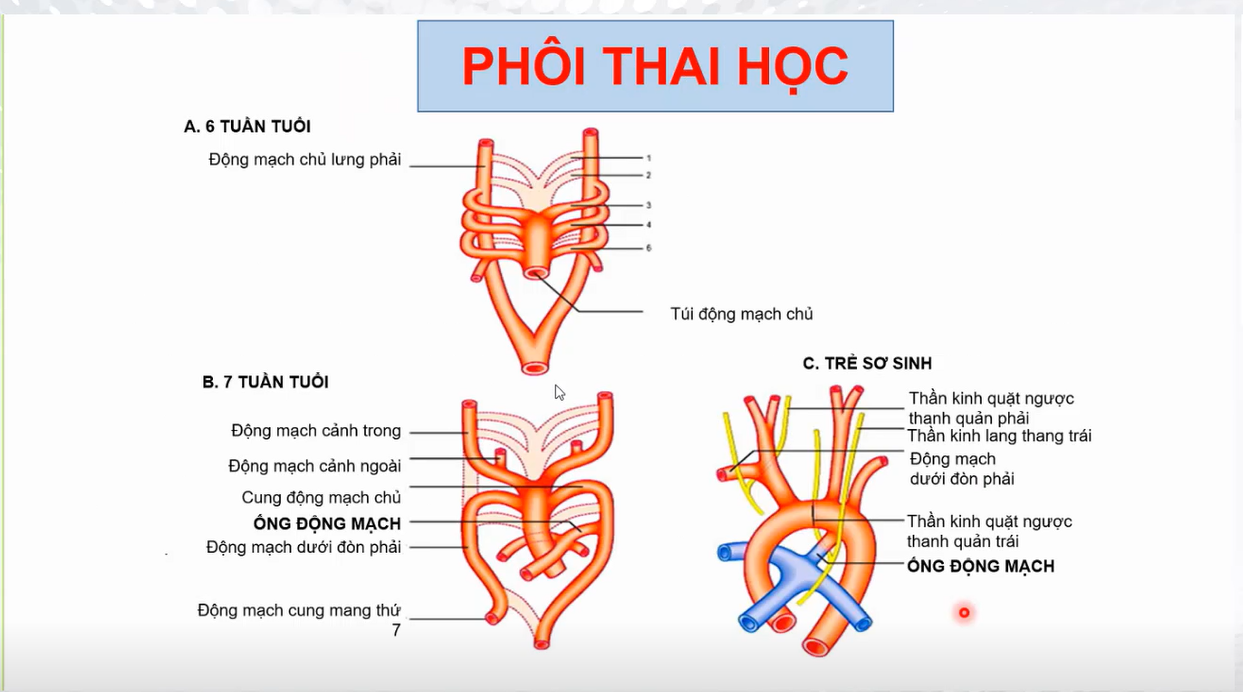 PHÔI THAI HỌC
A. 6 TUẦN TUỔI
Động mạch chủ lưng phải
1
2
3
4
6
Túi động mạch chủ
B. 7 TUẦN TUỔI
Động mạch cảnh trong
Động mạch cảnh ngoài
Cung động mạch chủ
ỐNG ĐỘNG MẠCH
Động mạch dưới đòn phải
Động mạch cung mang thứ
7
C. TRẺ SƠ SINH
Thần kinh quặt ngược
thanh quản phải
Thần kinh lang thang trái
Động mạch
dưới đòn phải
Thần kinh quặt ngược
thanh quản trái
ỐNG ĐỘNG MẠCH